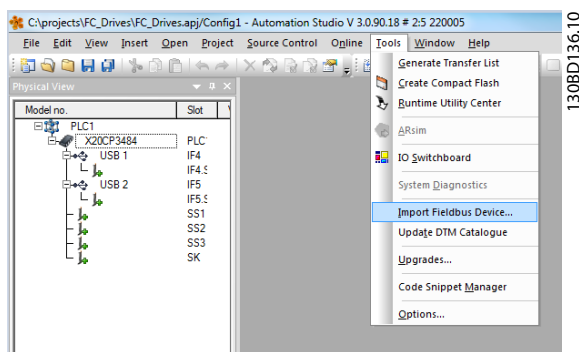 C:\projects\FC_Drives\FC_Drives.apj/Config1 - Automation Studio V 3.0.90.18 # 2:5 220005
File Edit View Insert Open Project Source Control Online Tools Window Help
Physical View
Model no. Slot
PLC1
X20CP3484 PLC
USB 1 IF4
IF4.S
USB 2 IF5
IF5.S
SS1
SS2
SS3
SK
Generate Transfer List
Create Compact Flash
Runtime Utility Center
ARsim
IO Switchboard
System Diagnostics
Import Fieldbus Device...
Update DTM Catalogue
Upgrades...
Code Snippet Manager
Options...
130BD136.10